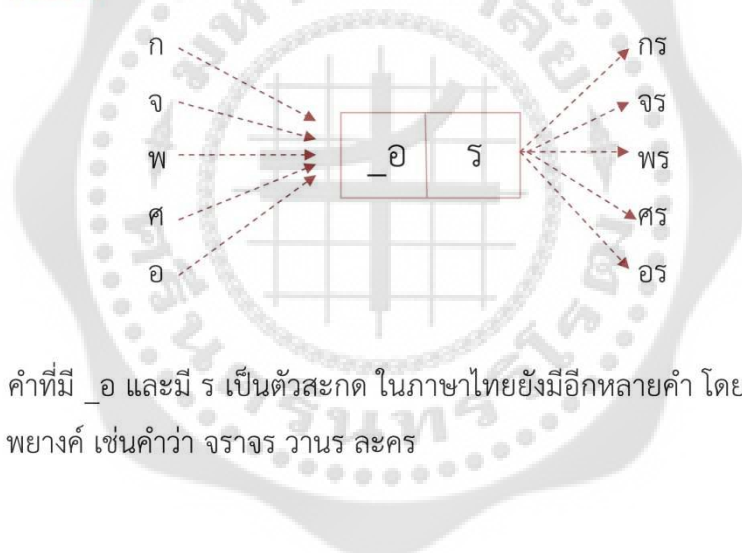 ก กร
จ จร
พ _อ ร พร
ศ ศร
อ อร
คำที่มี _อ และมี ร เป็นตัวสะกด ในภาษาไทยยังมีอีกหลายคำ โดย
พยางค์ เช่นคำว่า จราจร วานร ละคร